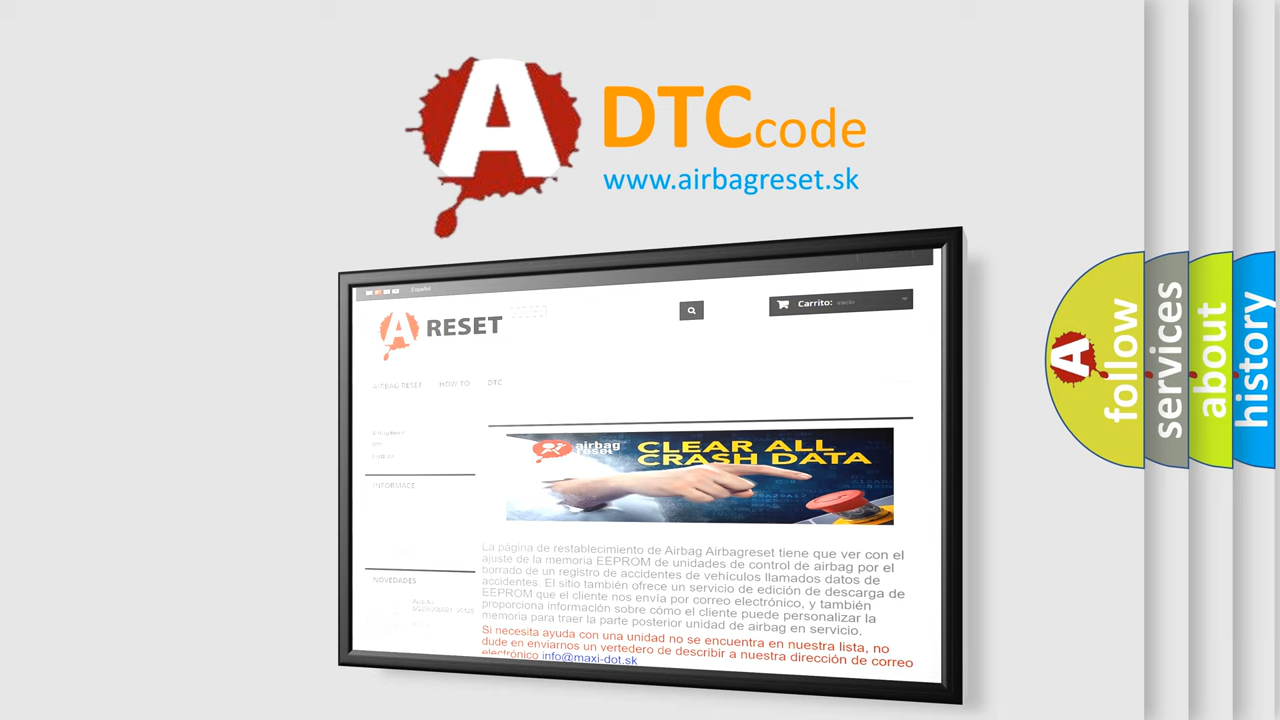 A DTCcode
www.airbagreset.sk
Español
A RESET
Carrito: vacío
AIRBAG RESET HOW TO DTC
INFORMACE
NOVEDADES
airbag reset
CLEAR ALL
CRASH DATA
La página de restablecimiento de Airbag Airbagreset tiene que ver con el
ajuste de la memoria EEPROM de unidades de control de airbag por el
borrado de un registro de accidentes de vehículos llamados datos de
accidentes. El sitio también ofrece un servicio de edición de descarga de
EEPROM que el cliente nos envía por correo electrónico, y también
proporciona información sobre cómo el cliente puede personalizar la
memoria para traer la parte posterior unidad de airbag en servicio.
Si necesita ayuda con una unidad no se encuentra en nuestra lista, no
dude en enviarnos un vertedero de describir a nuestra dirección de correo
electrónico info@maxi-dot.sk
A follow
services
about
history